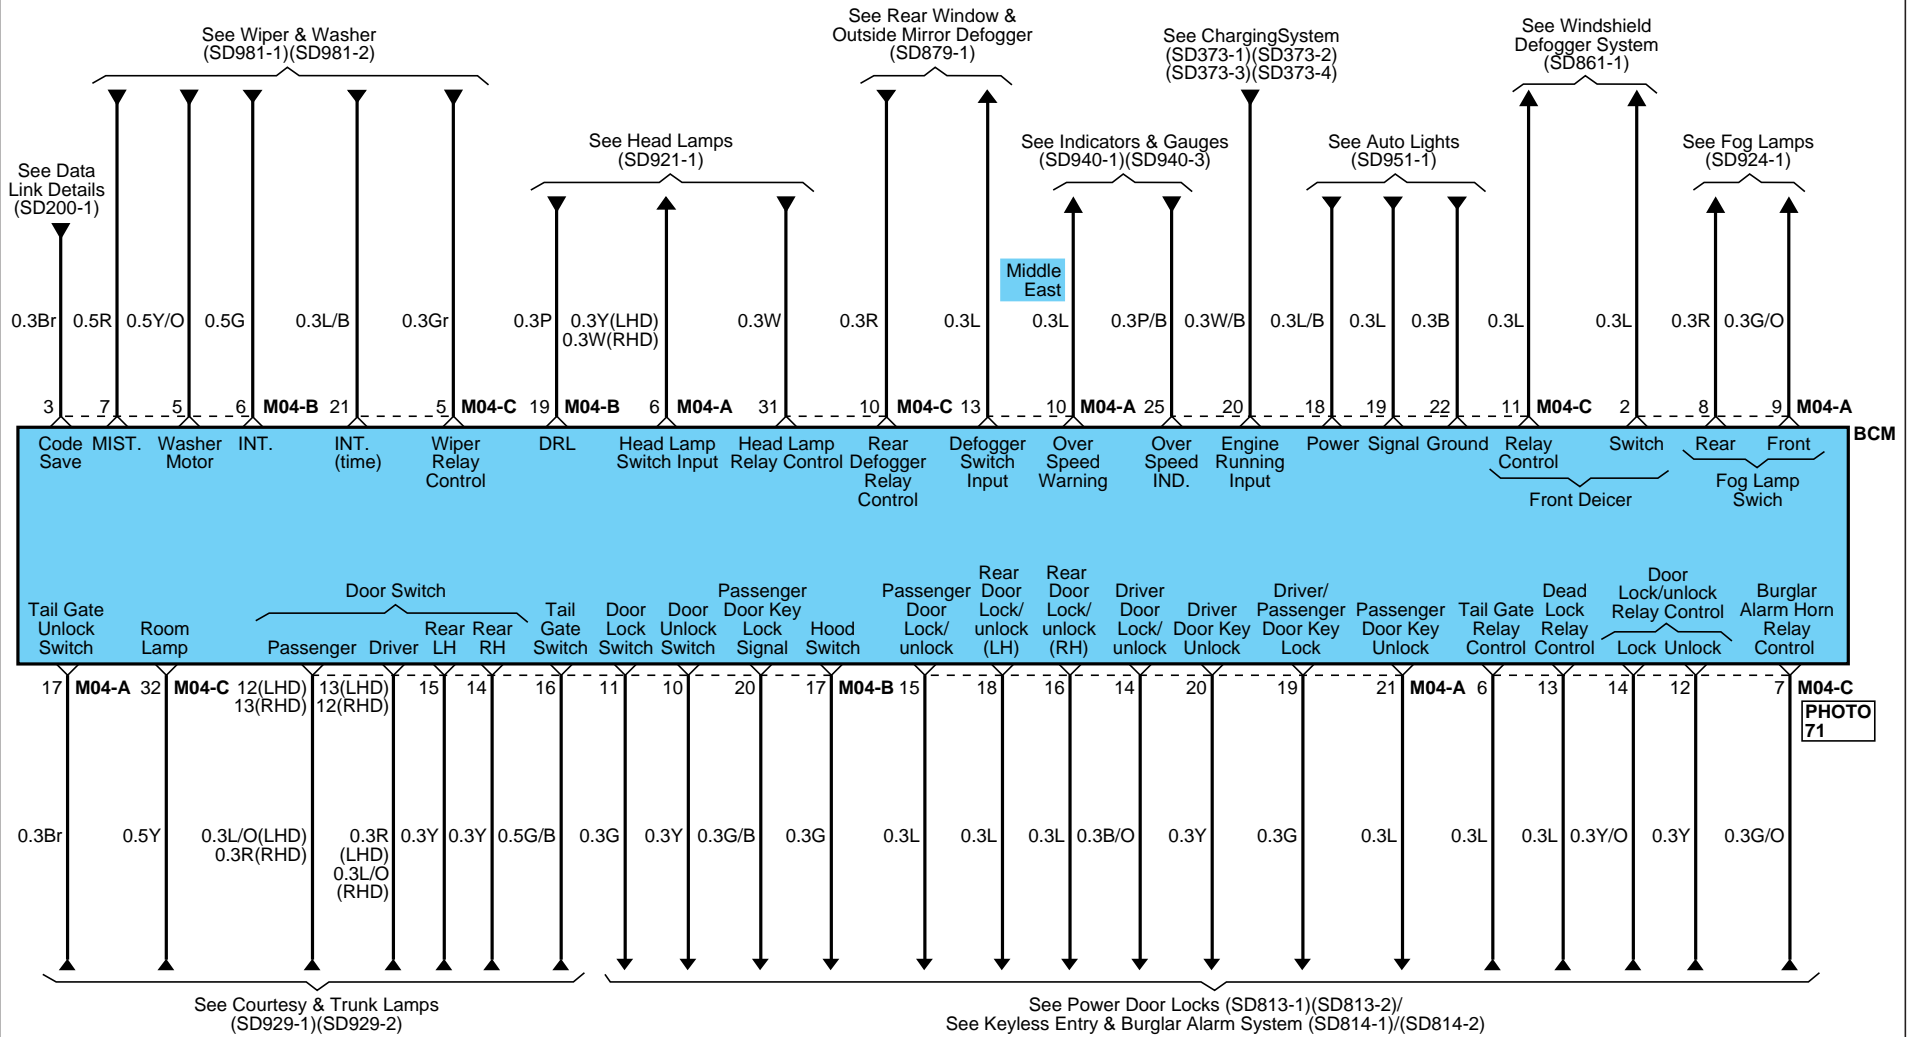 See Wiper & Washer
(SD981-1)(SD981-2)
See Rear Window &
Outside Mirror Defogger
(SD879-1)
See ChargingSystem
(SD373-1)(SD373-2)
(SD373-3)(SD373-4)
See Windshield
Defogger System
(SD861-1)
See Data
Link Details
(SD200-1)
See Head Lamps
(SD921-1)
See Indicators & Gauges
(SD940-1)(SD940-3)
See Auto Lights
(SD951-1)
See Fog Lamps
(SD924-1)
Middle
East
0.3Br 0.5R 0.5Y/O 0.5G 0.3L/B 0.3Gr 0.3P 0.3Y(LHD) 0.3W 0.3R 0.3L 0.3L 0.3P/B 0.3W/B 0.3L/B 0.3L 0.3B 0.3L 0.3L 0.3R 0.3G/O
0.3W(RHD)
3 7 5 6 M04-B 21 5 M04-C 19 M04-B 6 M04-A 31 10 M04-C 13 10 M04-A 25 20 18 19 22 11 M04-C 2 8 9 M04-A
BCM
Code
Save
MIST.
Washer
Motor
INT.
INT.
(time)
Wiper
Relay
Control
DRL
Head Lamp
Switch Input
Head Lamp
Relay Control
Rear
Defogger
Relay
Control
Defogger
Switch
Input
Over
Speed
Warning
Over
Speed
IND.
Engine
Running
Input
Power
Signal
Ground
Relay
Control
Switch
Front Deicer
Rear
Front
Fog Lamp
Swich
Tail Gate
Unlock
Switch
Room
Lamp
Door Switch
Passenger
Driver
Rear
LH
Rear
RH
Tail
Gate
Switch
Door
Lock
Switch
Door
Unlock
Switch
Passenger
Door Key
Lock
Signal
Hood
Switch
Passenger
Door
Lock/
unlock
Rear
Door
Lock/
unlock
(LH)
Rear
Door
Lock/
unlock
(RH)
Driver
Door
Lock/
unlock
Driver
Door Key
Unlock
Driver/
Passenger
Door Key
Lock
Passenger
Door Key
Unlock
Tail Gate
Relay
Control
Dead
Lock
Relay
Control
Door
Lock/unlock
Relay Control
Lock
Unlock
Burglar
Alarm Horn
Relay
Control
17 M04-A 32 M04-C 12(LHD) 13(LHD) 15 14 16 11 10 20 17 M04-B 15 18 16 14 20 19 21 M04-A 6 13 14 12 7 M04-C
13(RHD) 12(RHD)
PHOTO
71
0.3Br 0.5Y 0.3L/O(LHD) 0.3R 0.3Y 0.3Y 0.5G/B 0.3G 0.3Y 0.3G/B 0.3G 0.3L 0.3L 0.3L 0.3B/O 0.3Y 0.3G 0.3L 0.3L 0.3L 0.3Y/O 0.3Y 0.3G/O
0.3R(RHD) (LHD)
0.3L/O
(RHD)
See Courtesy & Trunk Lamps
(SD929-1)(SD929-2)
See Power Door Locks (SD813-1)(SD813-2)/
See Keyless Entry & Burglar Alarm System (SD814-1)/(SD814-2)